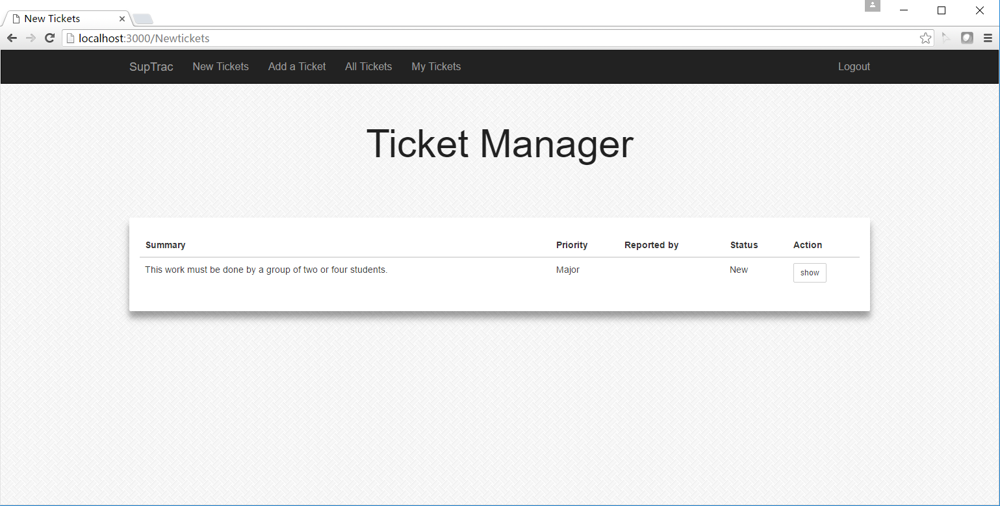 New Tickets
localhost:3000/Newtickets
SupTrac New Tickets Add a Ticket All Tickets My Tickets Logout
Ticket Manager
Summary Priority Reported by Status Action
This work must be done by a group of two or four students. Major New show